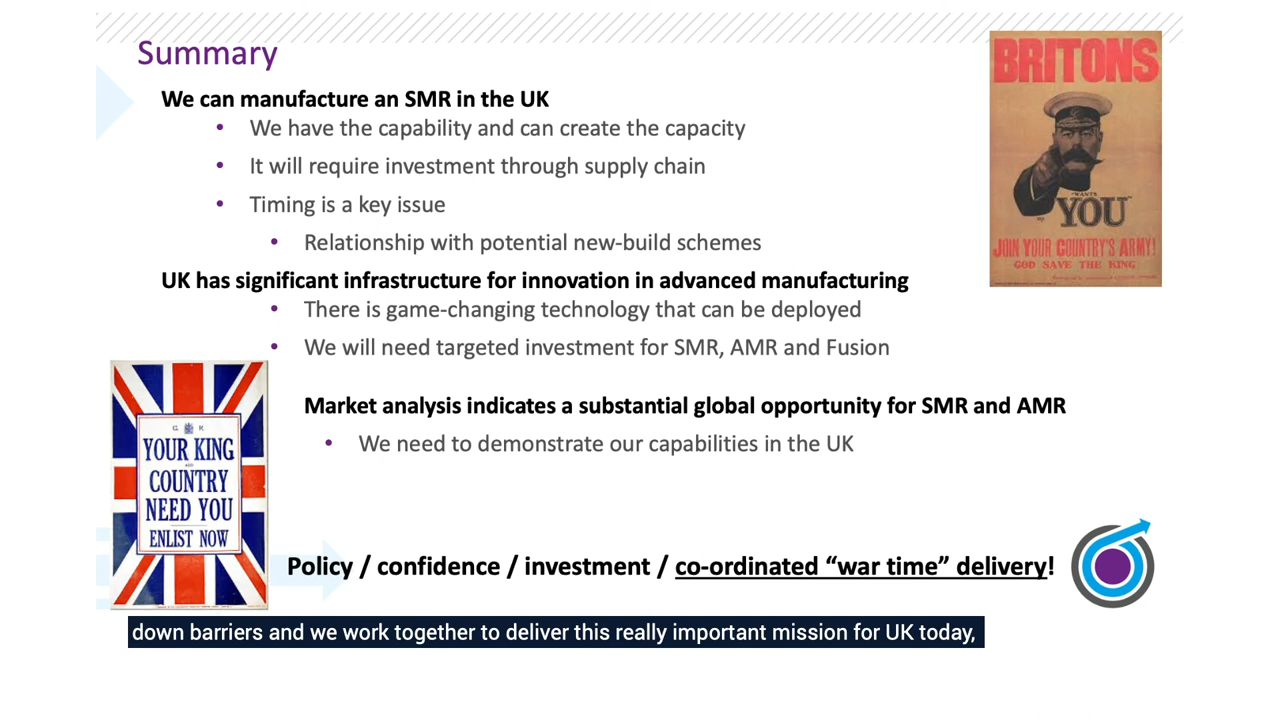 Summary
BRITONS
We can manufacture an SMR in the UK
• We have the capability and can create the capacity
• It will require investment through supply chain
• Timing is a key issue
• Relationship with potential new-build schemes
"WANTS
YOU"
JOIN YOUR COUNTRY'S ARMY!
GOD SAVE THE KING
UK has significant infrastructure for innovation in advanced manufacturing
• There is game-changing technology that can be deployed
• We will need targeted investment for SMR, AMR and Fusion
Market analysis indicates a substantial global opportunity for SMR and AMR
• We need to demonstrate our capabilities in the UK
G. R.
YOUR KING
AND
COUNTRY
NEED YOU
ENLIST NOW
Policy / confidence / investment / co-ordinated “war time” delivery!
down barriers and we work together to deliver this really important mission for UK today,